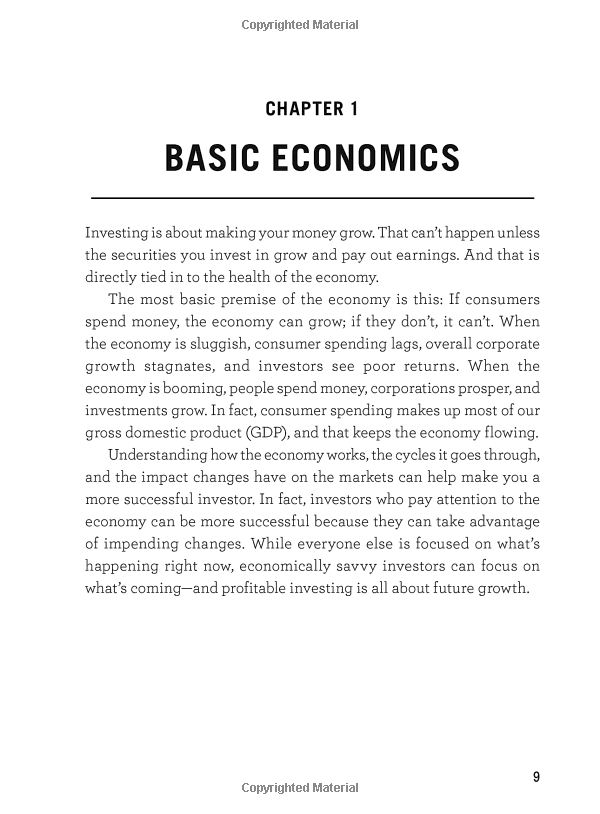 Copyrighted Material
CHAPTER 1
BASIC ECONOMICS
Investing is about making your money grow. That can’t happen unless
the securities you invest in grow and pay out earnings. And that is
directly tied in to the health of the economy.
The most basic premise of the economy is this: If consumers
spend money, the economy can grow; if they don’t, it can’t. When
the economy is sluggish, consumer spending lags, overall corporate
growth stagnates, and investors see poor returns. When the
economy is booming, people spend money, corporations prosper, and
investments grow. In fact, consumer spending makes up most of our
gross domestic product (GDP), and that keeps the economy flowing.
Understanding how the economy works, the cycles it goes through,
and the impact changes have on the markets can help make you a
more successful investor. In fact, investors who pay attention to the
economy can be more successful because they can take advantage
of impending changes. While everyone else is focused on what’s
happening right now, economically savvy investors can focus on
what’s coming—and profitable investing is all about future growth.
9
Copyrighted Material